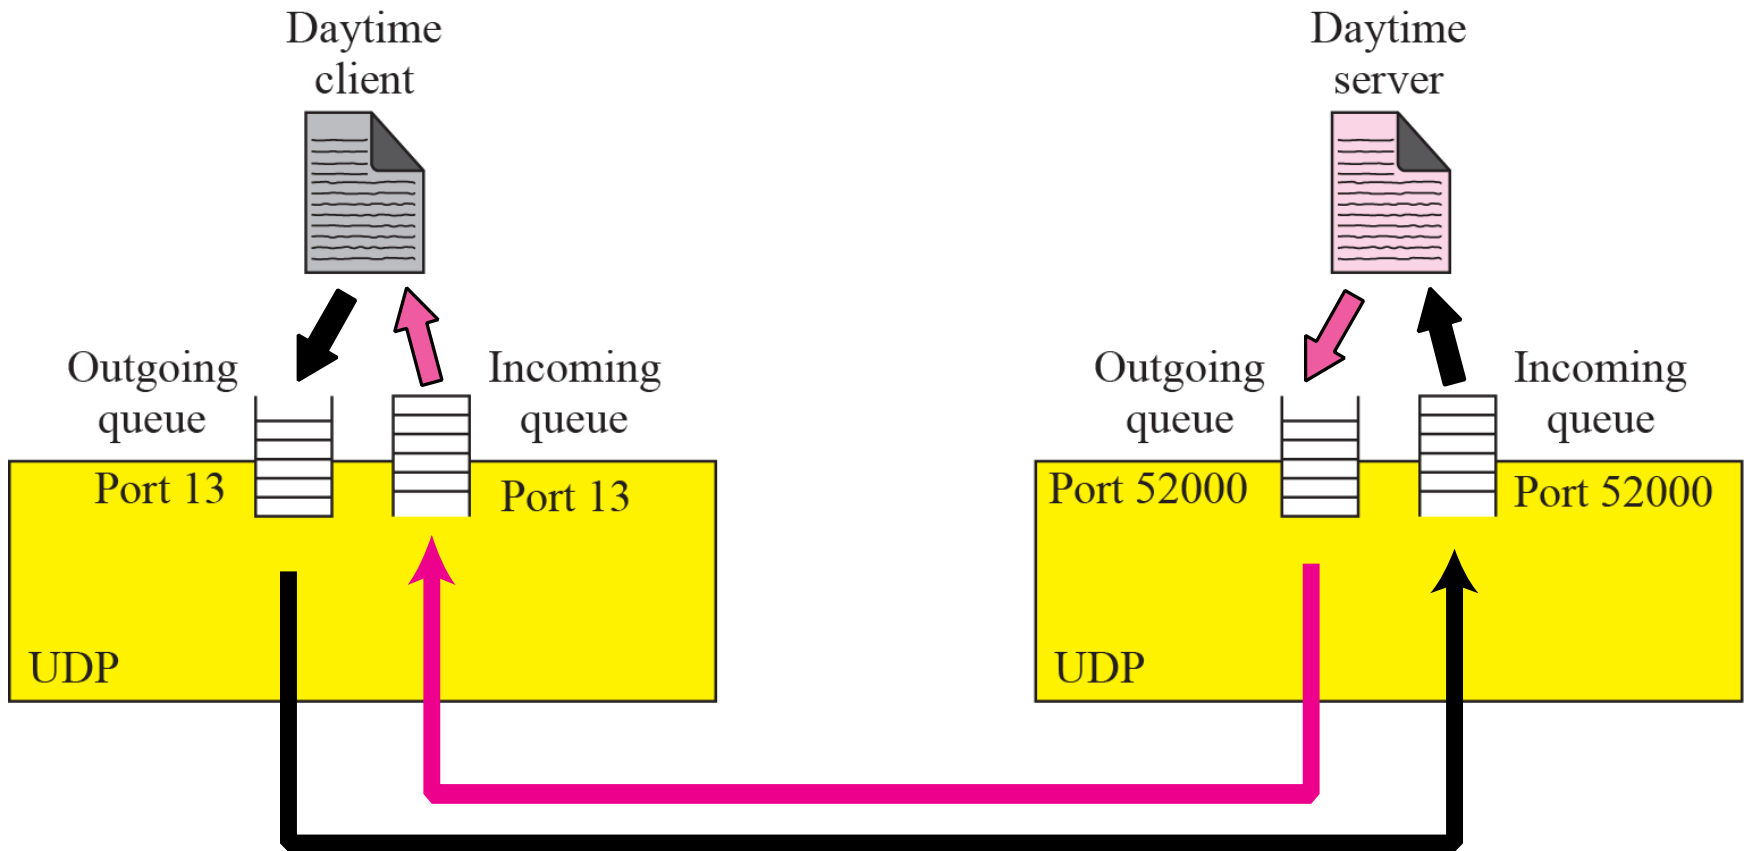 Daytime
client
Daytime
server
Outgoing
queue
Incoming
queue
Outgoing
queue
Incoming
queue
Port 13
Port 13
Port 52000
Port 52000
UDP
UDP